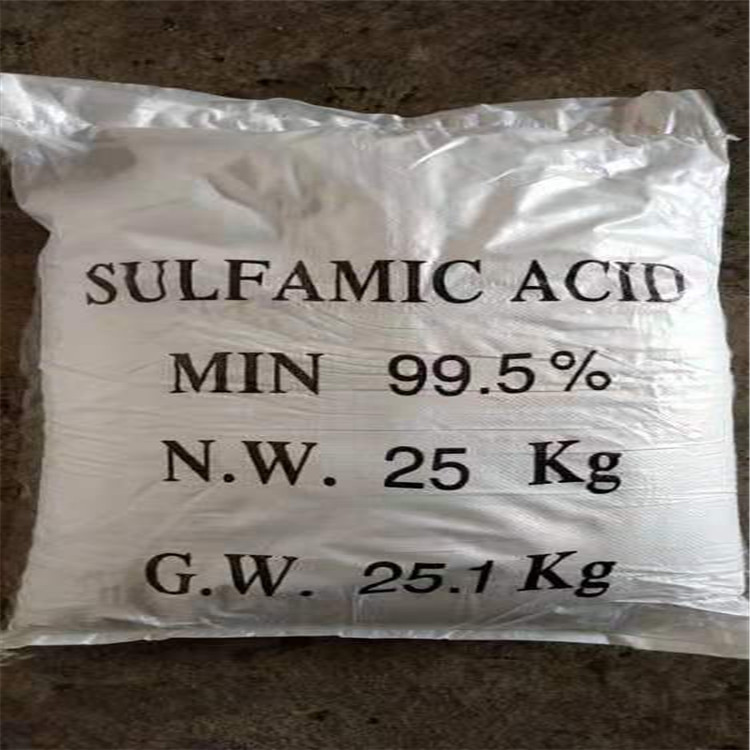 SULFAMIC ACID
MIN 99.5%
N.W. 25 Kg
G.W. 25.1 Kg